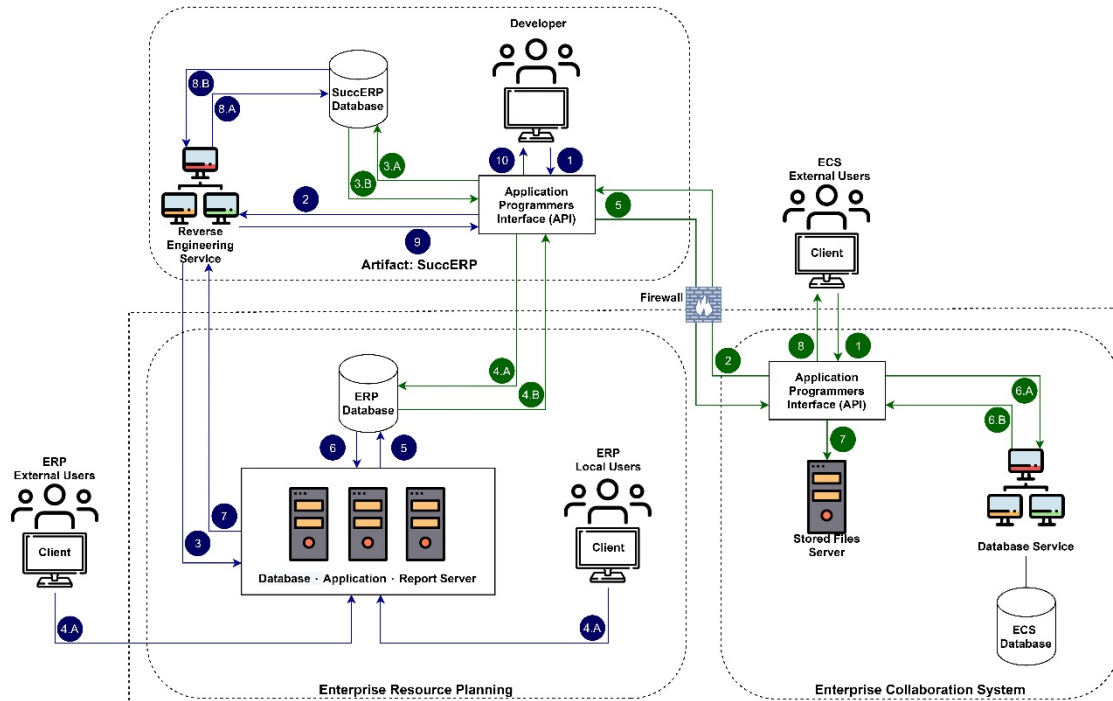 Developer
8.B
SuccERP
Database
8.A
3.A
10
1
3.B
2
Application
Programmers
Interface (API)
5
ECS
External Users
Reverse
Engineering
Service
9
Client
Artifact: SuccERP
Firewall
4.A
2
8
1
ERP
Database
4.B
Application
Programmers
Interface (API)
6.A
6.B
6
5
7
ERP
External Users
ERP
Local Users
7
Client
3
Client
Stored Files
Server
Database Service
Database · Application · Report Server
4.A
4.A
ECS
Database
Enterprise Resource Planning
Enterprise Collaboration System